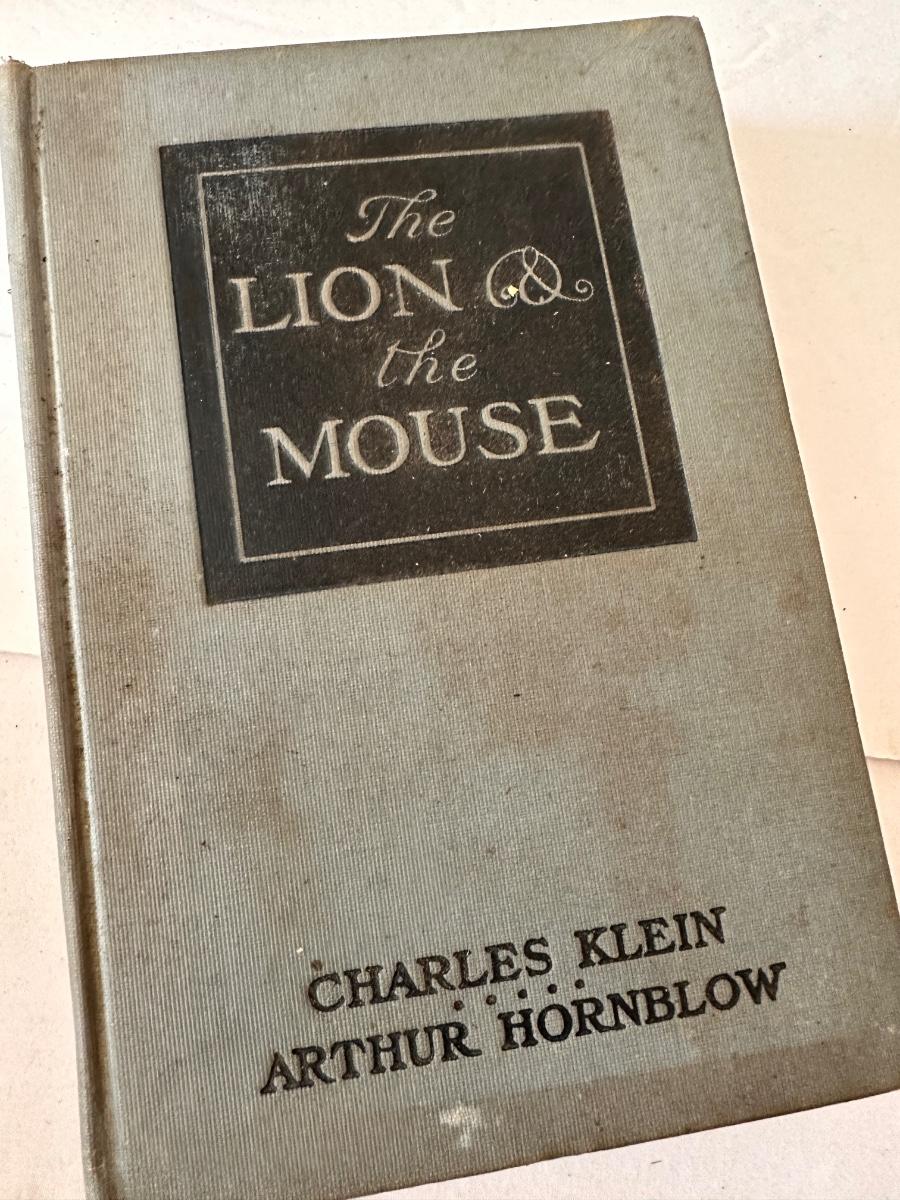 The
LION &
the
MOUSE
CHARLES KLEIN
.....
ARTHUR HORNBLOW